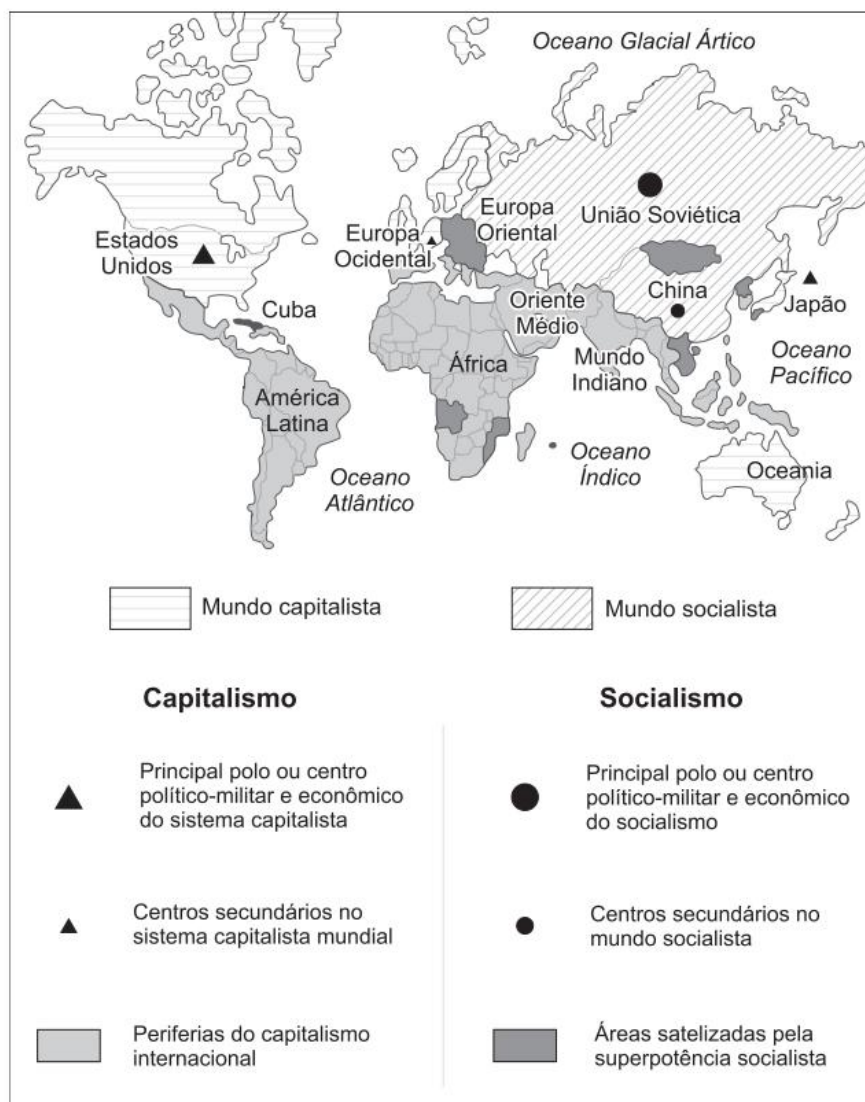 Oceano Glacial Ártico
Estados
Unidos
Europa
Ocidental
Europa
Oriental
União Soviética
Cuba
China
Japão
Oriente
Médio
África
Mundo
Indiano
Oceano
Pacífico
América
Latina
Oceano
Atlântico
Oceano
Índico
Oceania
Mundo capitalista
Mundo socialista
Capitalismo
Principal polo ou centro
político-militar e econômico
do sistema capitalista
Centros secundários no
sistema capitalista mundial
Periferias do capitalismo
internacional
Socialismo
Principal polo ou centro
político-militar e econômico
do socialismo
Centros secundários no
mundo socialista
Áreas satelizadas pela
superpotência socialista